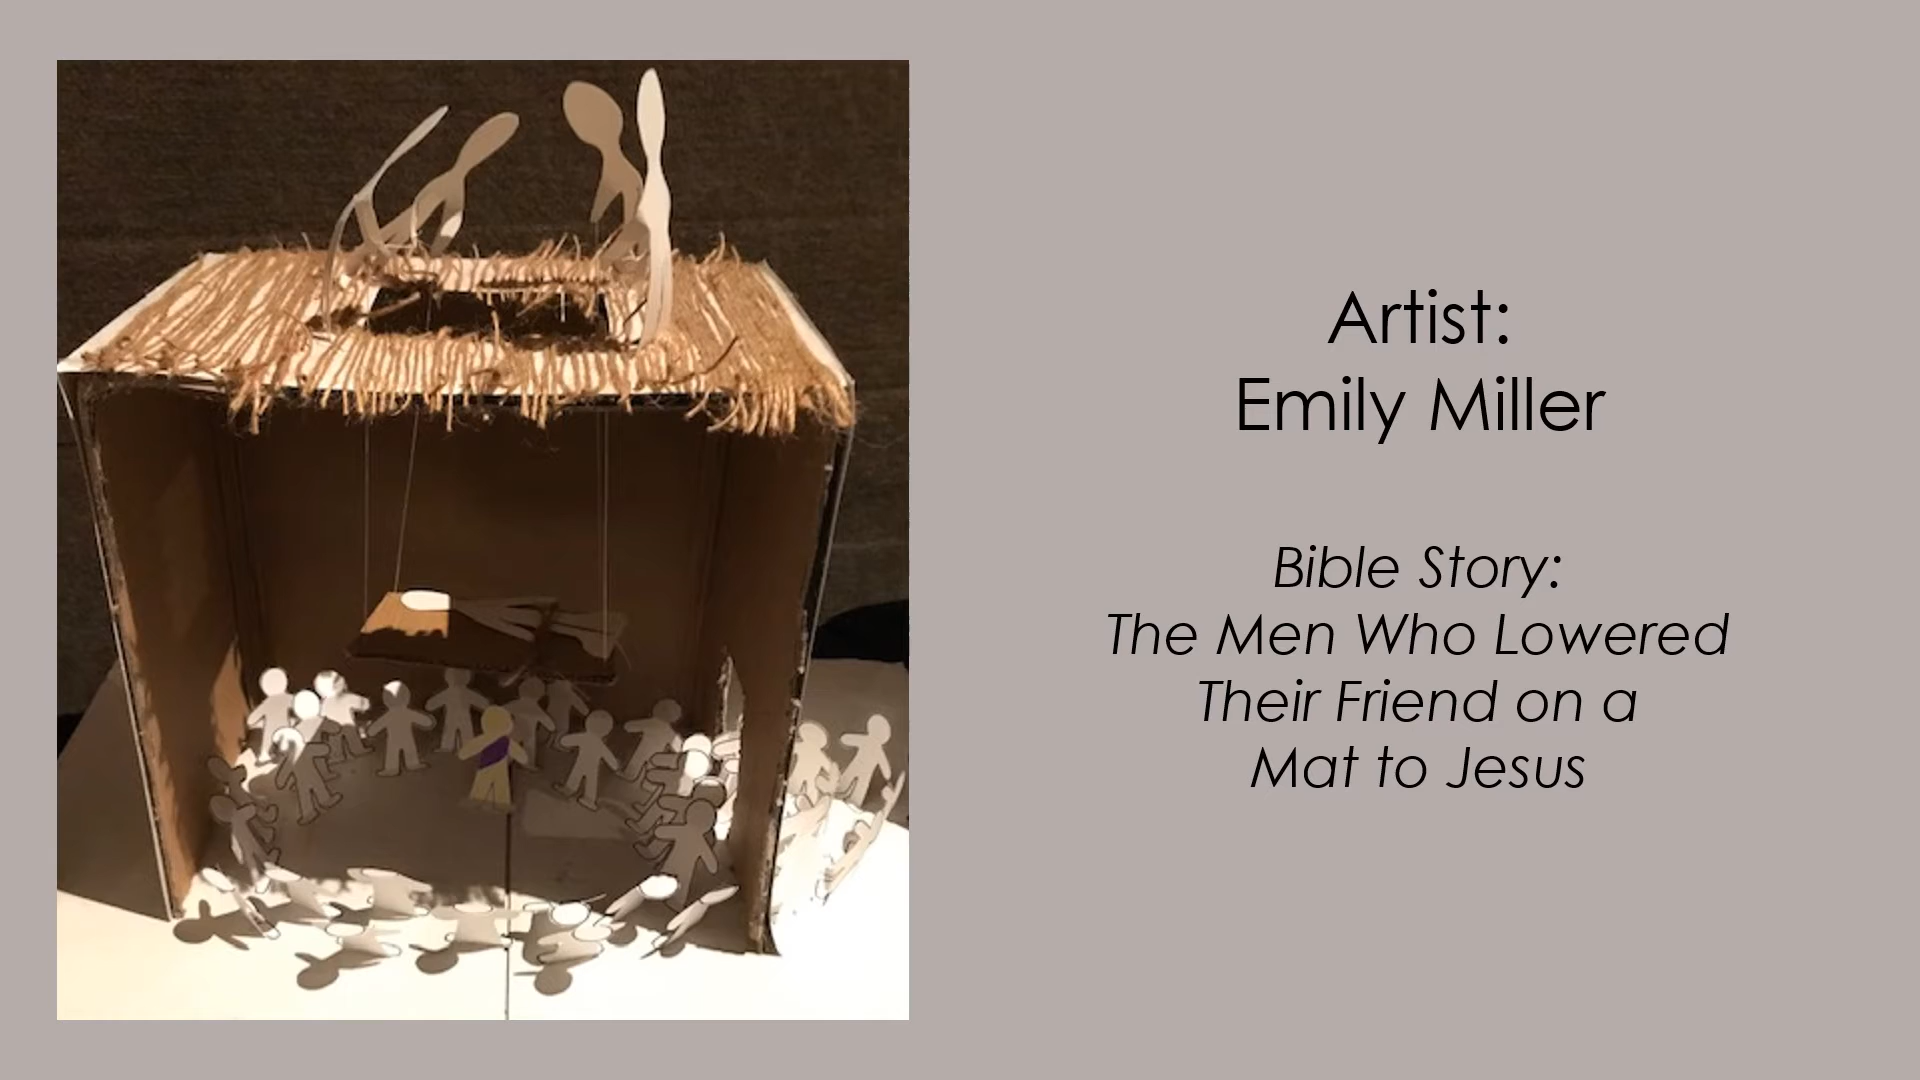 Artist:
Emily Miller
Bible Story:
The Men Who Lowered
Their Friend on a
Mat to Jesus